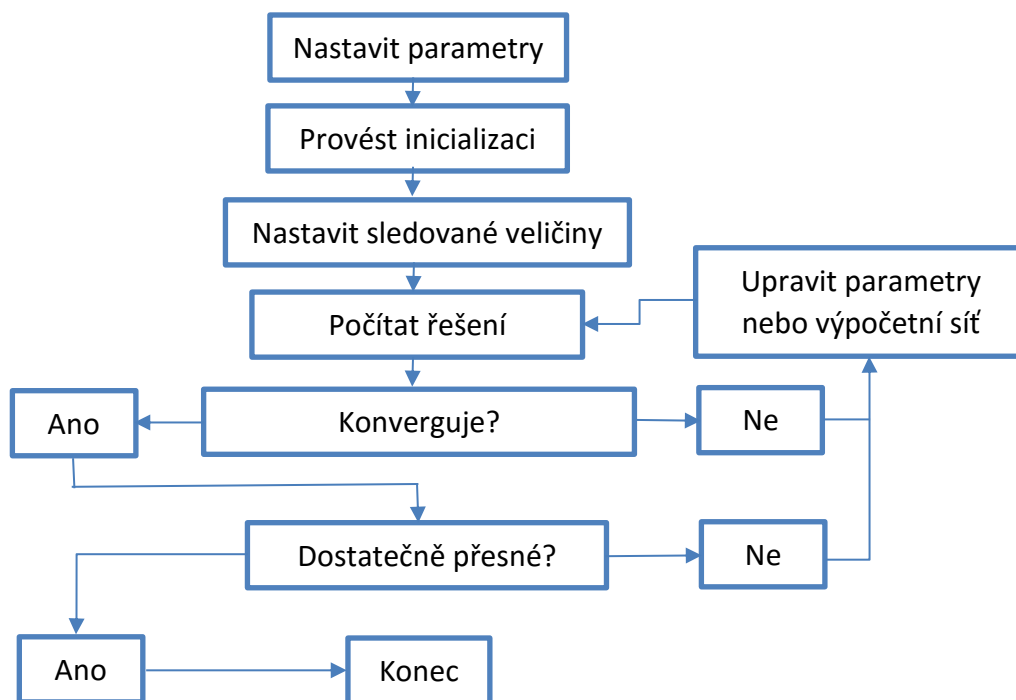 Nastavit parametry
Provést inicializaci
Nastavit sledované veličiny
Upravit parametry
nebo výpočetní síť
Počítat řešení
Ano
Konverguje?
Ne
Dostatečně přesné?
Ne
Ano
Konec